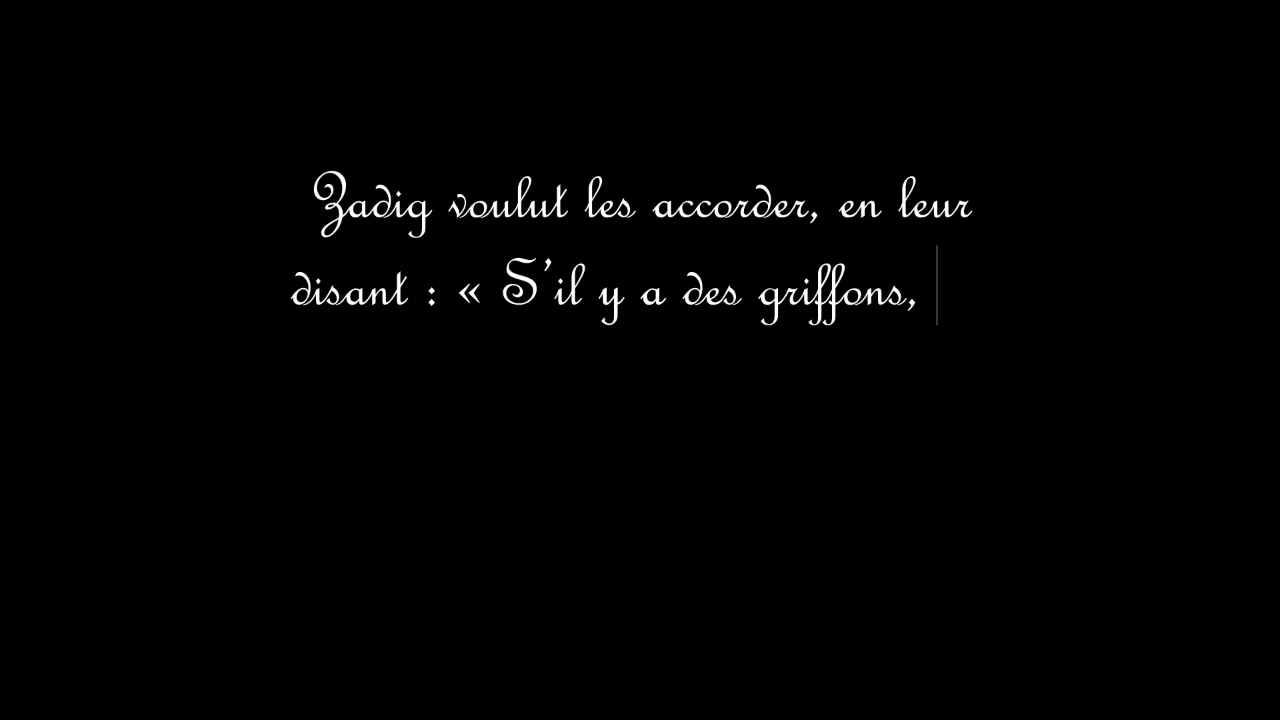 Zadig voulut les accorder, en leur
disant : « S’il y a des griffons,